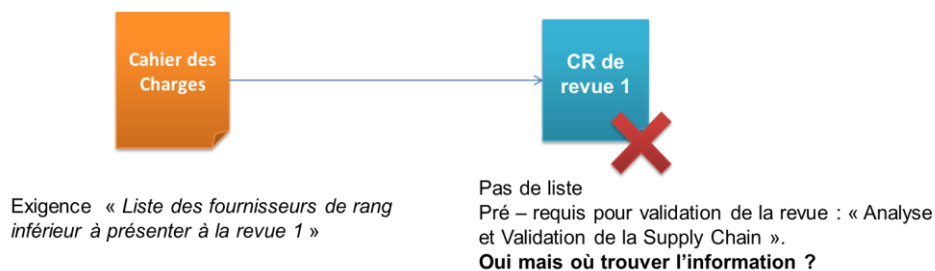 Cahier des
Charges
CR de
revue 1
Exigence « Liste des fournisseurs de rang
inférieur à présenter à la revue 1 »
Pas de liste
Pré – requis pour validation de la revue : « Analyse
et Validation de la Supply Chain ».
Oui mais où trouver l’information ?